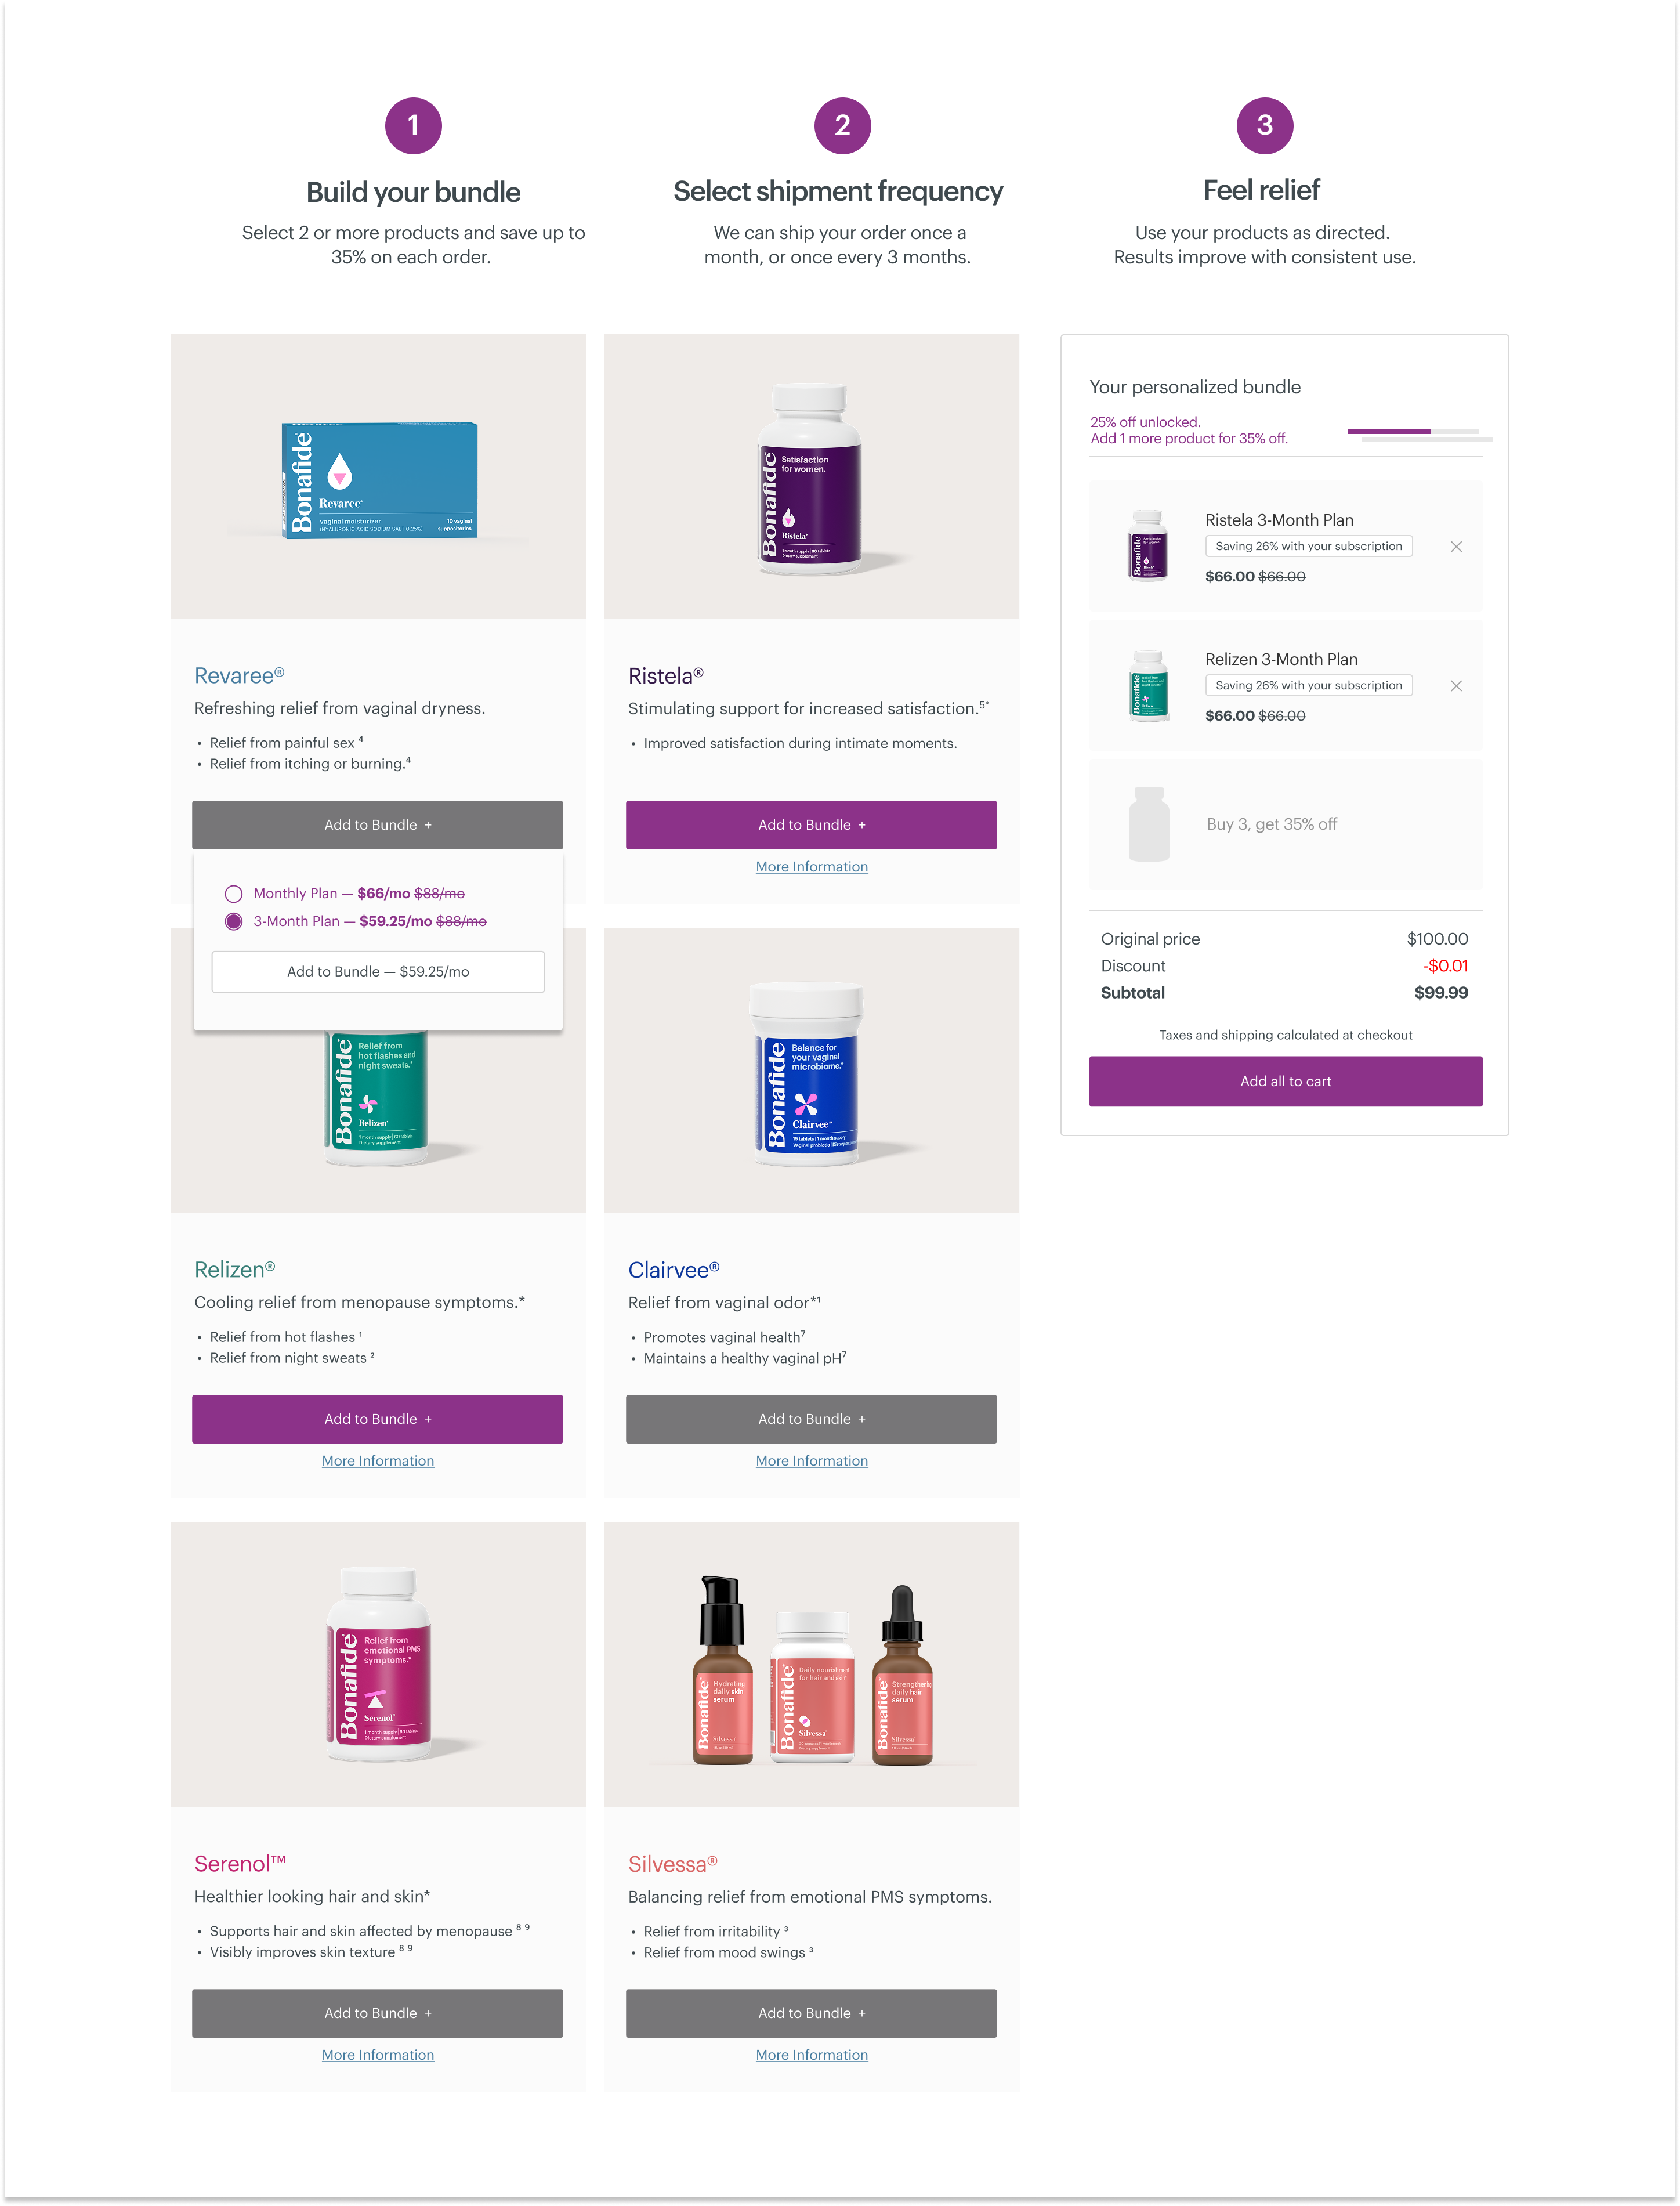 1
Build your bundle
Select 2 or more products and save up to
35% on each order.
2
Select shipment frequency
We can ship your order once a
month, or once every 3 months.
3
Feel relief
Use your products as directed.
Results improve with consistent use.
Bonafide
Revaree
vaginal moisturizer
(HYALURONIC ACID SODIUM SALT 0.25%)
10 vaginal
suppositories
Revaree®
Refreshing relief from vaginal dryness.
• Relief from painful sex ⁴
• Relief from itching or burning.⁴
Add to Bundle +
Monthly Plan — $66/mo $88/mo
3-Month Plan — $59.25/mo $88/mo
Add to Bundle — $59.25/mo
Bonafide
Satisfaction
for women.
Ristela
1 month supply | 60 tablets
Dietary supplement
Ristela®
Stimulating support for increased satisfaction.⁵*
• Improved satisfaction during intimate moments.
Add to Bundle +
More Information
Bonafide
Relief from
hot flashes and
night sweats.*
Relizen
1 month supply | 60 tablets
Dietary supplement
Relizen®
Cooling relief from menopause symptoms.*
• Relief from hot flashes ¹
• Relief from night sweats ²
Add to Bundle +
More Information
Bonafide
Balance for
your vaginal
microbiome.*
Clairvee™
15 tablets | 1 month supply
Vaginal probiotic | Dietary
Clairvee®
Relief from vaginal odor*¹
• Promotes vaginal health⁷
• Maintains a healthy vaginal pH⁷
Add to Bundle +
More Information
Bonafide
Relief from
emotional PMS
symptoms.*
Serenol
1 month supply | 60 tablets
Dietary supplement
Serenol™
Healthier looking hair and skin*
• Supports hair and skin affected by menopause ⁸ ⁹
• Visibly improves skin texture ⁸ ⁹
Add to Bundle +
More Information
Bonafide
Hydrating
daily skin
serum
Silvessa
Bonafide
Daily nourishment
for hair and skin*
Silvessa
Dietary supplement
Bonafide
Strengthening
daily hair
serum
Silvessa
Silvessa®
Balancing relief from emotional PMS symptoms.
• Relief from irritability ³
• Relief from mood swings ³
Add to Bundle +
More Information
Your personalized bundle
25% off unlocked.
Add 1 more product for 35% off.
Bonafide
Ristela 3-Month Plan
Saving 26% with your subscription
$66.00 $66.00
Bonafide
Relizen 3-Month Plan
Saving 26% with your subscription
$66.00 $66.00
Buy 3, get 35% off
Original price $100.00
Discount -$0.01
Subtotal $99.99
Taxes and shipping calculated at checkout
Add all to cart